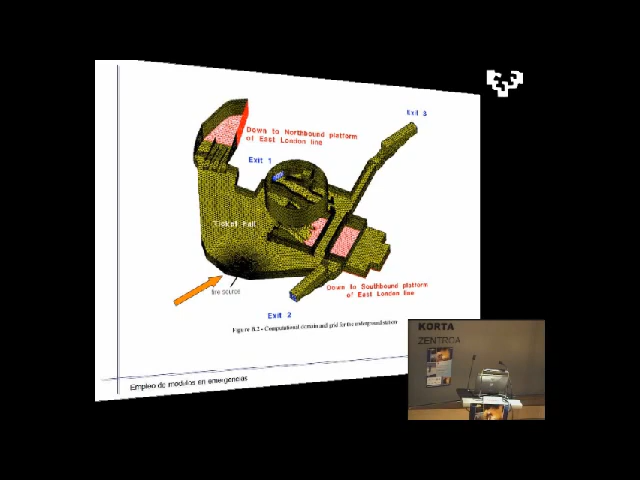 Exit 3
Down to Northbound platform
of East London line
Exit 1
Ticket Hall
fire source
Down to Southbound platform
of East London line
Exit 2
Figure 6.2 - Computational domain and grid for the underground station
Empleo de modelos en emergencias
KORTA
ZENTROA